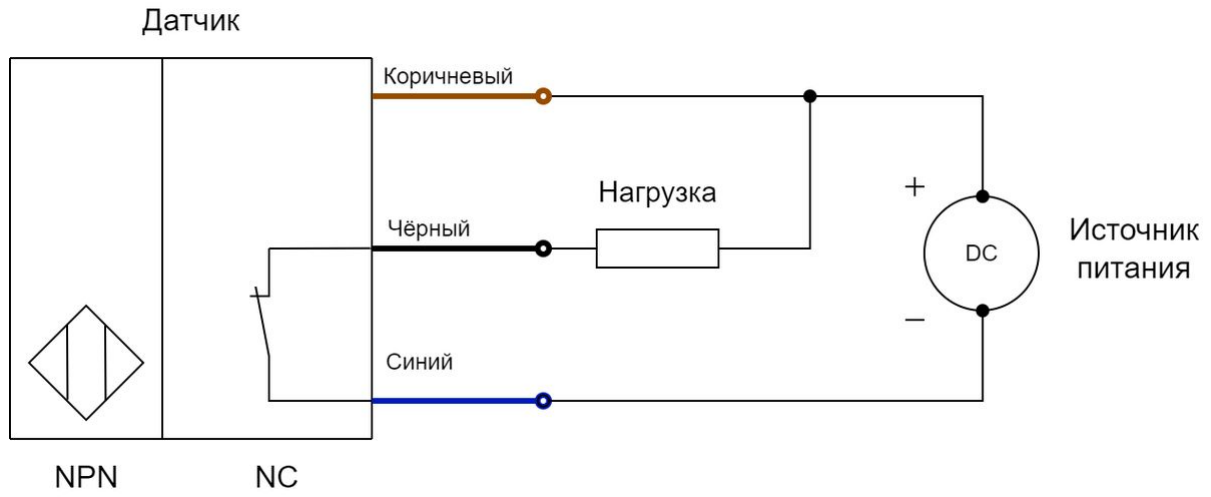 Датчик
Коричневый
Чёрный
Нагрузка
+
DC
Источник
питания
–
Синий
NPN
NC